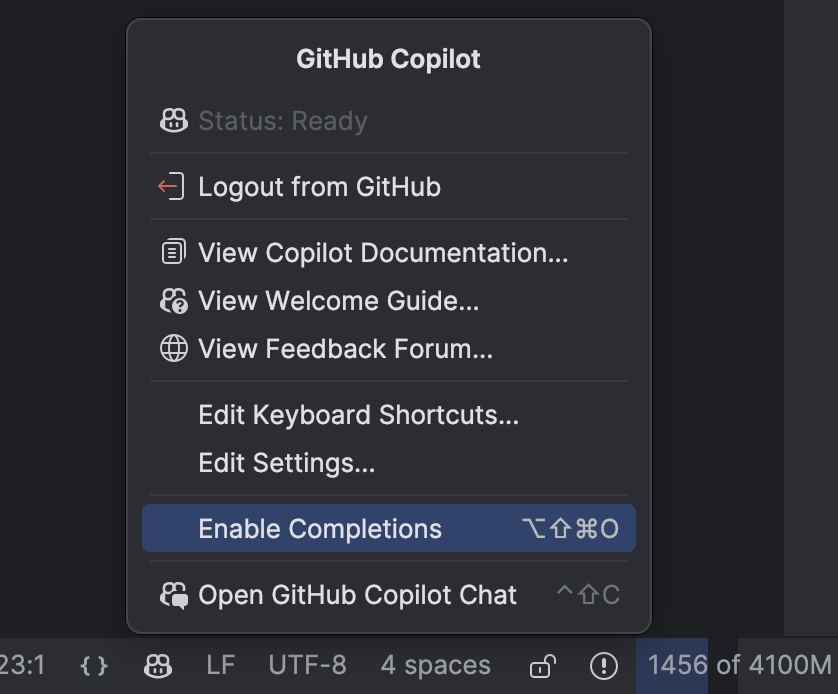 GitHub Copilot
Status: Ready
Logout from GitHub
View Copilot Documentation...
View Welcome Guide...
View Feedback Forum...
Edit Keyboard Shortcuts...
Edit Settings...
Enable Completions ⌥⇧⌘O
Open GitHub Copilot Chat ^⇧C
23:1 { } LF UTF-8 4 spaces 1456 of 4100M